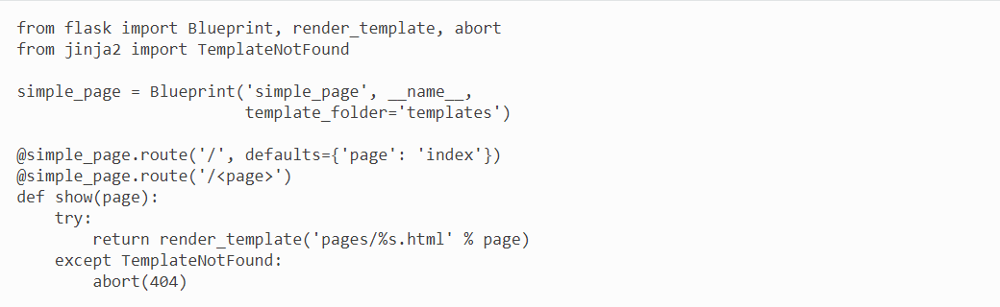 from flask import Blueprint, render_template, abort
from jinja2 import TemplateNotFound

simple_page = Blueprint('simple_page', __name__,
                        template_folder='templates')

@simple_page.route('/', defaults={'page': 'index'})
@simple_page.route('/<page>')
def show(page):
    try:
        return render_template('pages/%s.html' % page)
    except TemplateNotFound:
        abort(404)